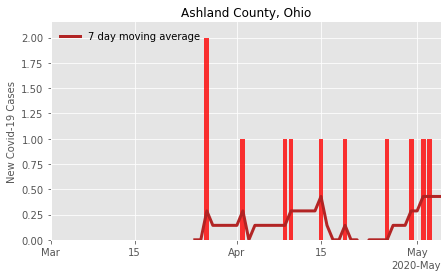 Ashland County, Ohio
7 day moving average
New Covid-19 Cases
2.00
1.75
1.50
1.25
1.00
0.75
0.50
0.25
0.00
Mar
15
Apr
15
May
2020-May